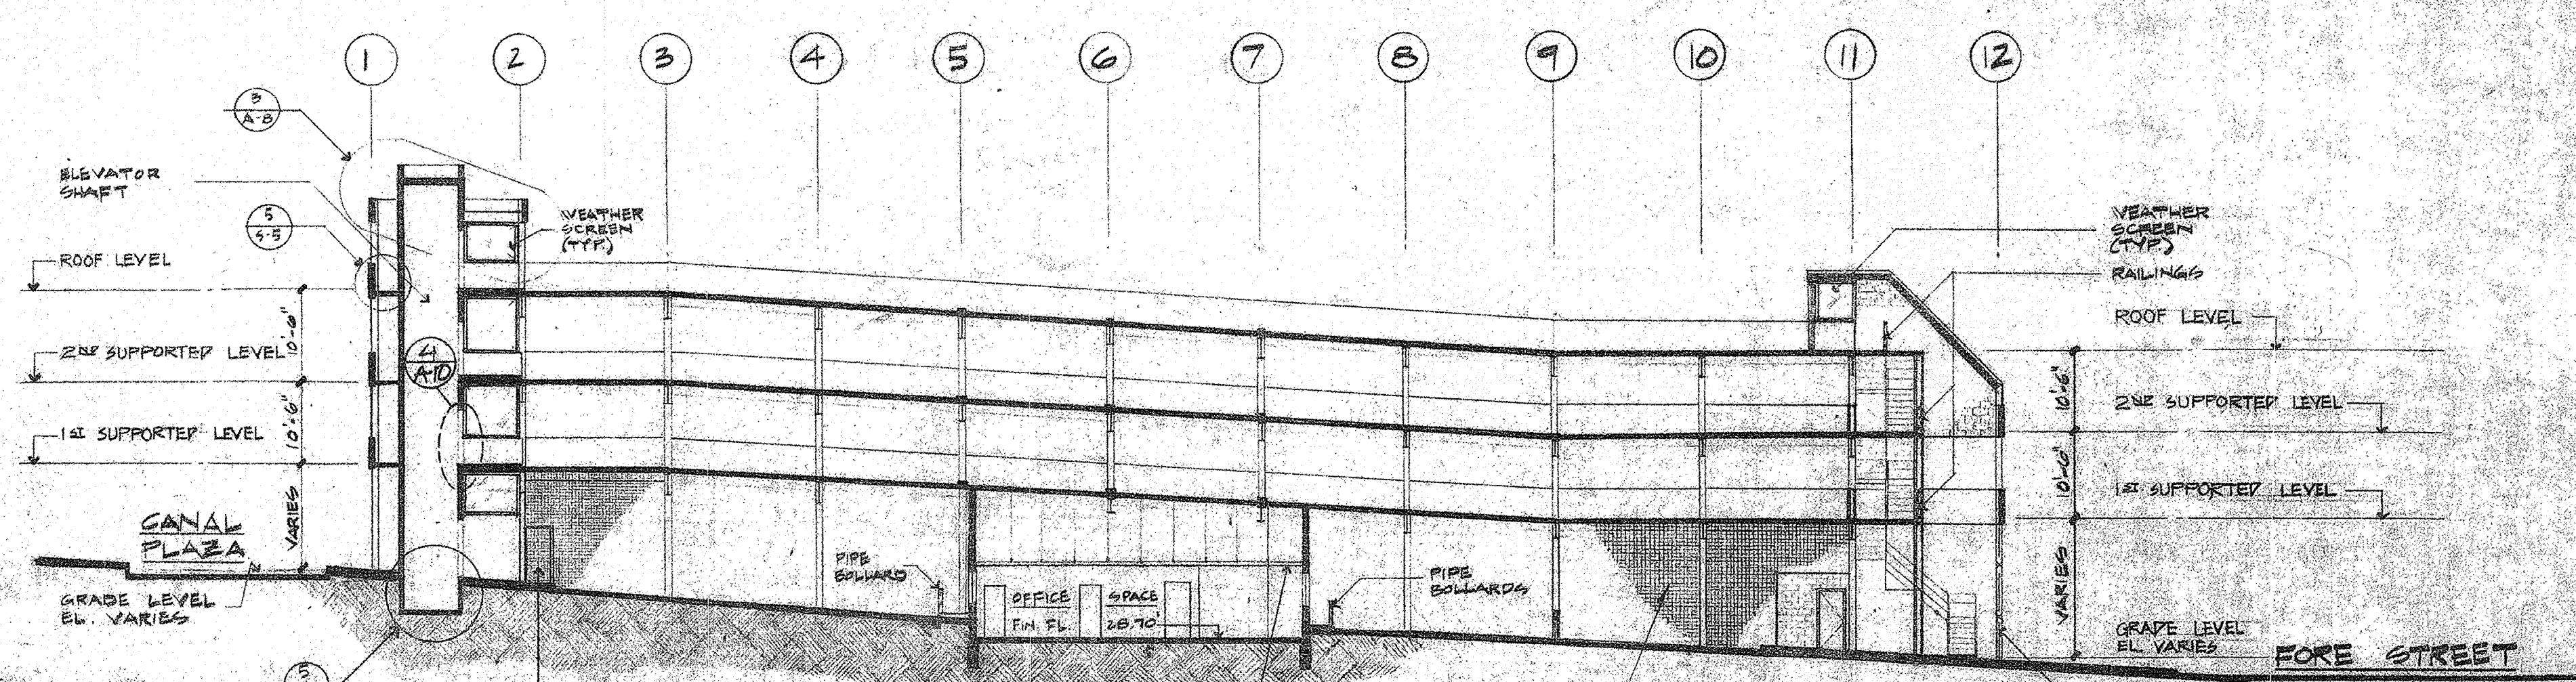 1 2 3 4 5 6 7 8 9 10 11 12
3
A-8
ELEVATOR
SHAFT
5
S-5
WEATHER
SCREEN
(TYP.)
ROOF LEVEL
10'-6"
2ND SUPPORTED LEVEL
4
A-10
10'-6"
1ST SUPPORTED LEVEL
VARIES
CANAL
PLAZA
GRADE LEVEL
EL. VARIES
5
PIPE
BOLLARD
OFFICE SPACE
FIN. FL. 28.70'
PIPE
BOLLARDS
WEATHER
SCREEN
(TYP.)
RAILINGS
ROOF LEVEL
10'-6"
2ND SUPPORTED LEVEL
10'-6"
1ST SUPPORTED LEVEL
VARIES
GRADE LEVEL
EL. VARIES
FORE STREET